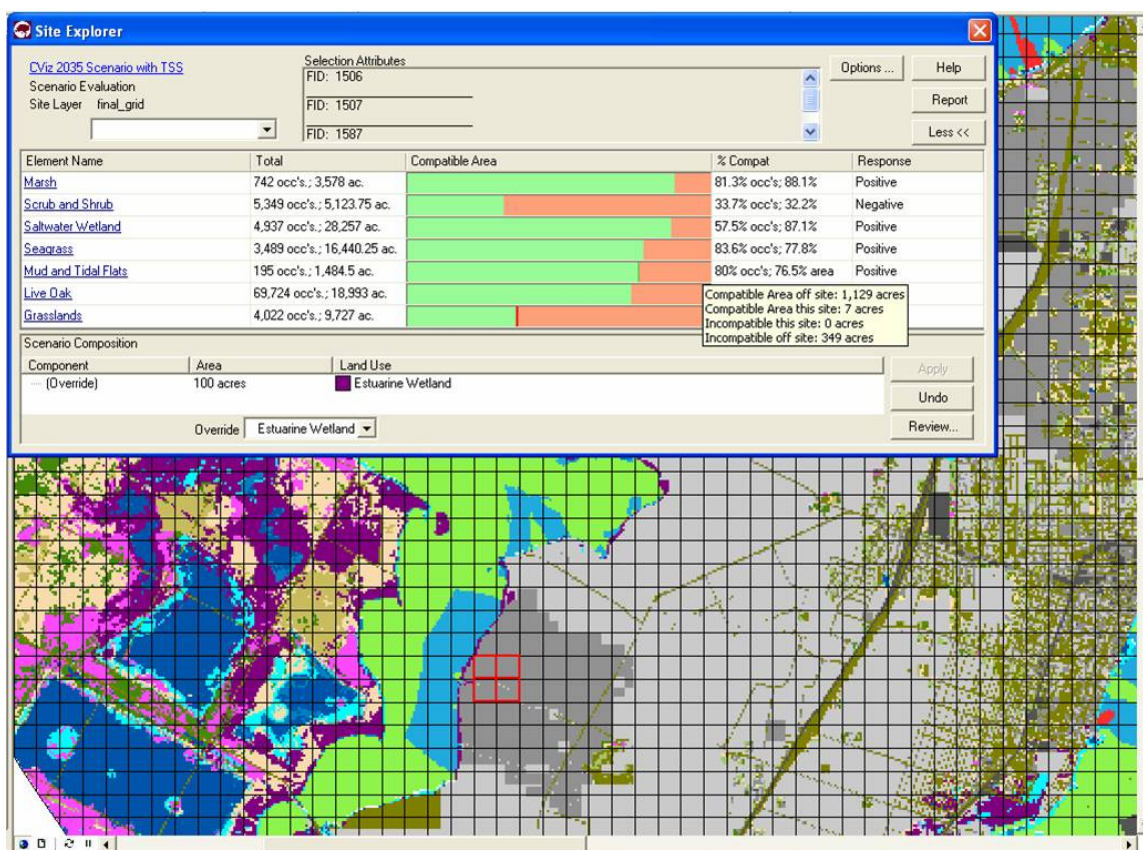 Site Explorer
CViz 2035 Scenario with TSS
Scenario Evaluation
Site Layer final_grid
Selection Attributes
FID: 1506
FID: 1507
FID: 1587
Options ...
Help
Report
Less <<
Element Name Total Compatible Area % Compat Response
Marsh 742 occ's.; 3,578 ac. 81.3% occ's; 88.1% Positive
Scrub and Shrub 5,349 occ's.; 5,123.75 ac. 33.7% occ's; 32.2% Negative
Saltwater Wetland 4,937 occ's.; 28,257 ac. 57.5% occ's; 87.1% Positive
Seagrass 3,489 occ's.; 16,440.25 ac. 83.6% occ's; 77.8% Positive
Mud and Tidal Flats 195 occ's.; 1,484.5 ac. 80% occ's; 76.5% area Positive
Live Oak 69,724 occ's.; 18,993 ac.
Grasslands 4,022 occ's.; 9,727 ac.
Compatible Area off site: 1,129 acres
Compatible Area this site: 7 acres
Incompatible this site: 0 acres
Incompatible off site: 349 acres
Scenario Composition
Component Area Land Use
(Override) 100 acres Estuarine Wetland
Apply
Undo
Override Estuarine Wetland
Review...